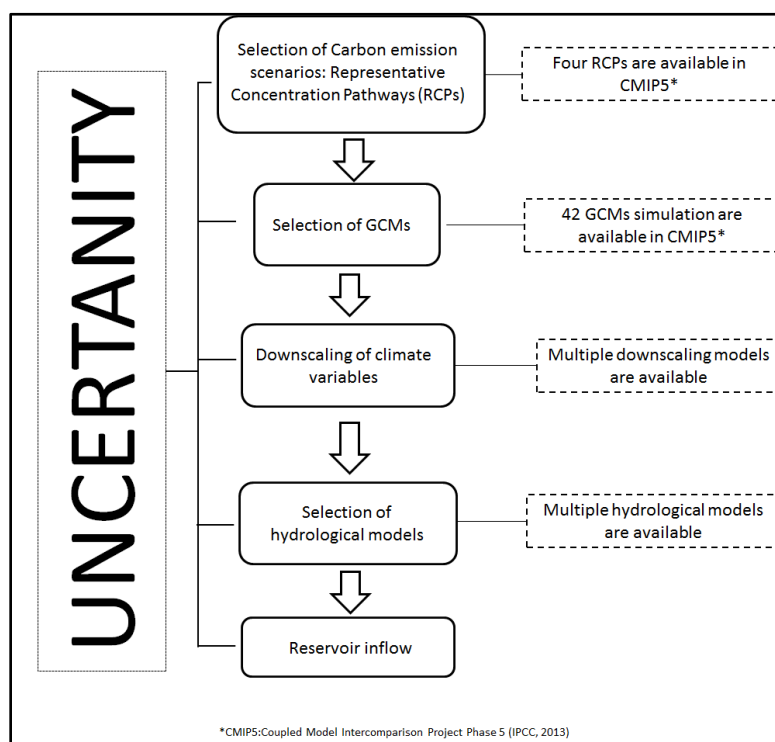 UNCERTANITY
Selection of Carbon emission
scenarios: Representative
Concentration Pathways (RCPs)
Four RCPs are available in
CMIP5*
Selection of GCMs
42 GCMs simulation are
available in CMIP5*
Downscaling of climate
variables
Multiple downscaling models
are available
Selection of
hydrological models
Multiple hydrological models
are available
Reservoir inflow
*CMIP5:Coupled Model Intercomparison Project Phase 5 (IPCC, 2013)